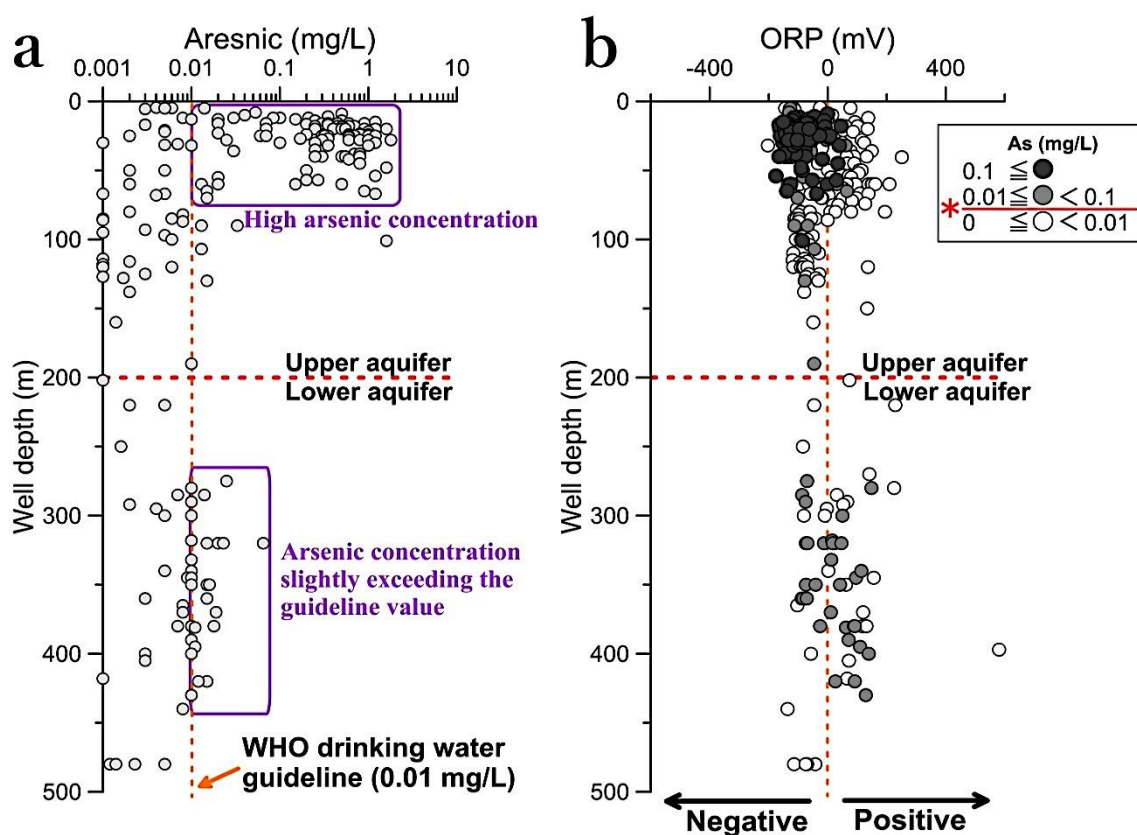 a
Aresnic (mg/L)
0.001 0.01 0.1 1 10
0
100
200
300
400
500
Well depth (m)
High arsenic concentration
Upper aquifer
Lower aquifer
Arsenic concentration
slightly exceeding the
guideline value
WHO drinking water
guideline (0.01 mg/L)
b
ORP (mV)
-400 0 400
0
100
200
300
400
500
Well depth (m)
As (mg/L)
0.1 ≦
0.01 ≦ < 0.1
*
0 ≦ < 0.01
Upper aquifer
Lower aquifer
Negative Positive